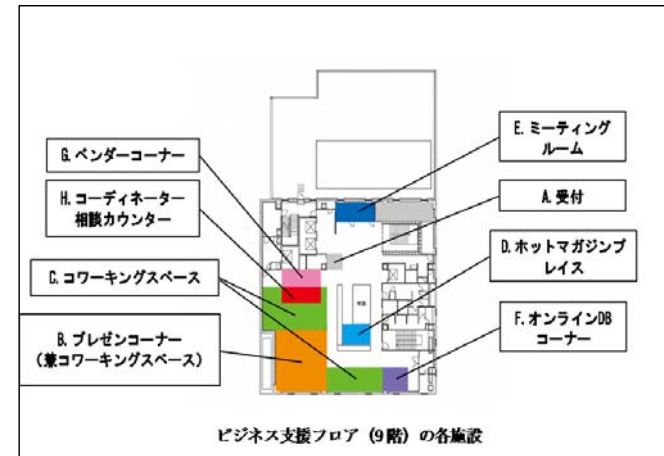 E. ミーティング
ルーム
G. ベンダーコーナー
H. コーディネーター
相談カウンター
A. 受付
D. ホットマガジンプ
レイス
C. コワーキングスペース
F. オンラインDB
コーナー
B. プレゼンコーナー
（兼コワーキングスペース）
ビジネス支援フロア（9階）の各施設